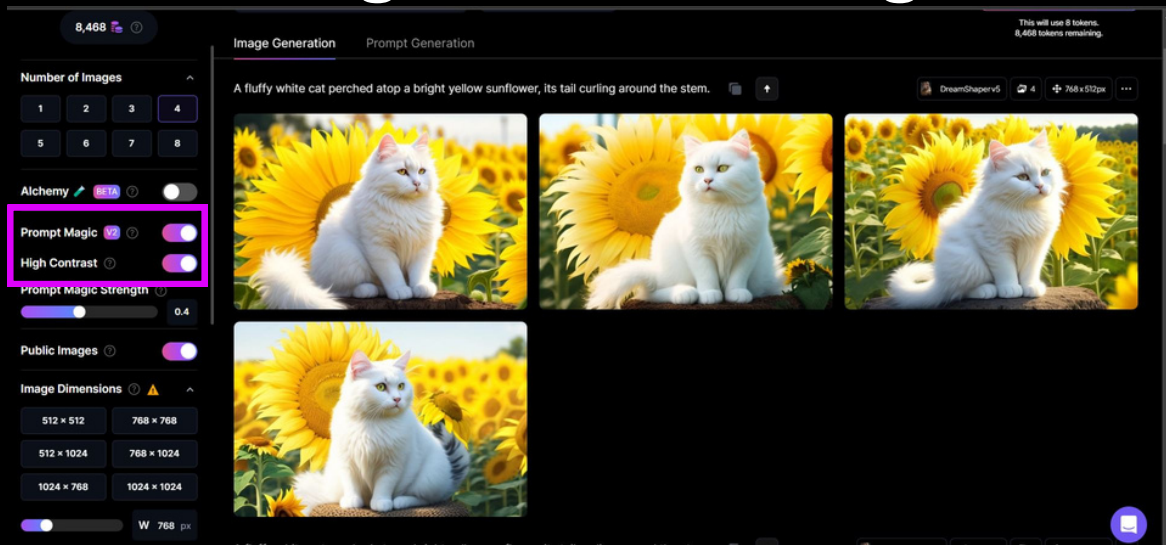 8,468
This will use 8 tokens.
8,468 tokens remaining.
Image Generation Prompt Generation
Number of Images
1 2 3 4
5 6 7 8
Alchemy BETA
Prompt Magic V2
High Contrast
Prompt Magic Strength
0.4
Public Images
Image Dimensions
512 × 512 768 × 768
512 × 1024 768 × 1024
1024 × 768 1024 × 1024
W 768 px
A fluffy white cat perched atop a bright yellow sunflower, its tail curling around the stem.
DreamShaperv5 4 768 x 512px